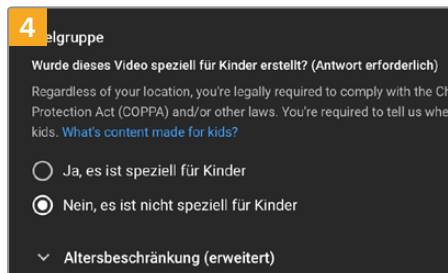 4
elgruppe
Wurde dieses Video speziell für Kinder erstellt? (Antwort erforderlich)
Regardless of your location, you're legally required to comply with the
Protection Act (COPPA) and/or other laws. You're required to tell us
kids. What's content made for kids?
Ja, es ist speziell für Kinder
Nein, es ist nicht speziell für Kinder
Altersbeschränkung (erweitert)